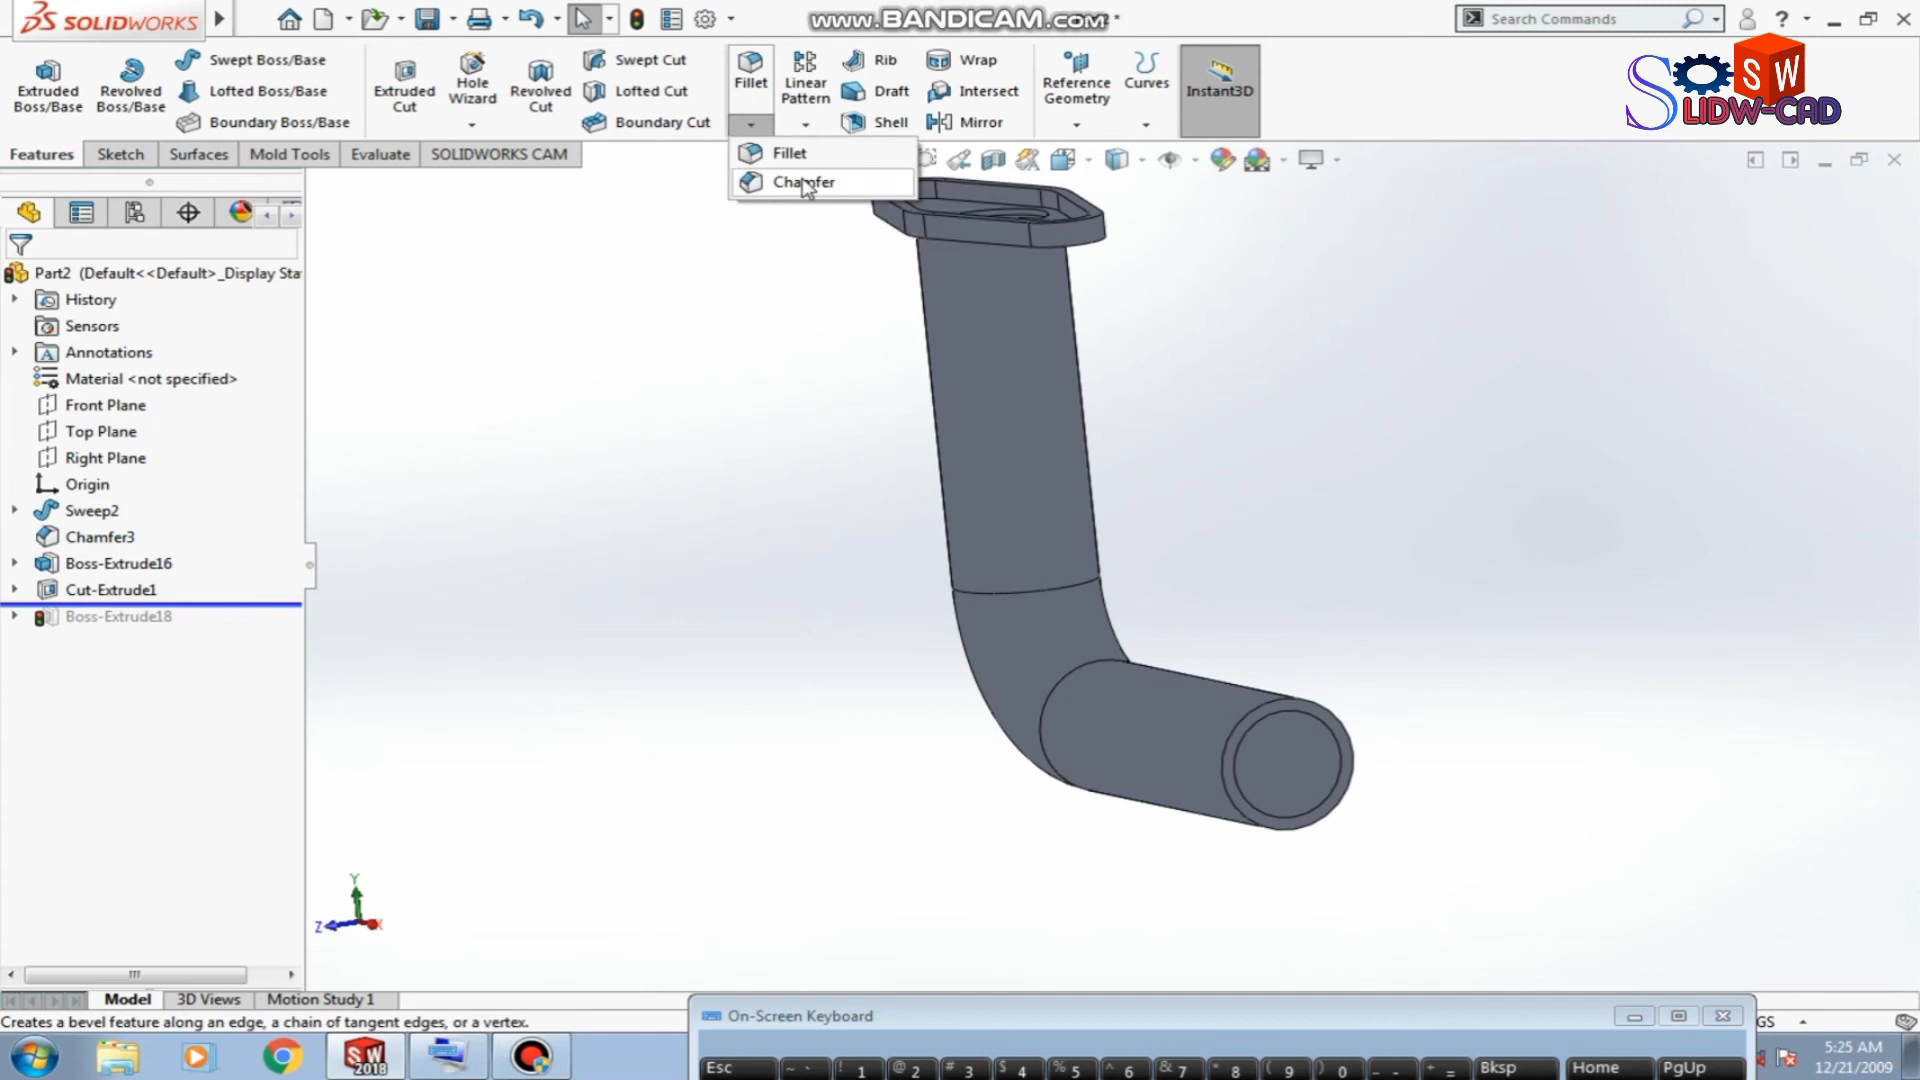 SOLIDWORKS
www.BANDICAM.com *
Search Commands
?
Extruded Boss/Base
Revolved Boss/Base
Swept Boss/Base
Lofted Boss/Base
Boundary Boss/Base
Extruded Cut
Hole Wizard
Revolved Cut
Swept Cut
Lofted Cut
Boundary Cut
Fillet
Linear Pattern
Rib
Draft
Shell
Wrap
Intersect
Mirror
Reference Geometry
Curves
Instant3D
SW
SOLIDW-CAD
Features
Sketch
Surfaces
Mold Tools
Evaluate
SOLIDWORKS CAM
Fillet
Chamfer
Part2 (Default<<Default>_Display Sta
History
Sensors
Annotations
Material <not specified>
Front Plane
Top Plane
Right Plane
Origin
Sweep2
Chamfer3
Boss-Extrude16
Cut-Extrude1
Boss-Extrude18
Y
Z
X
Model
3D Views
Motion Study 1
Creates a bevel feature along an edge, a chain of tangent edges, or a vertex.
On-Screen Keyboard
GS
SW
2018
Esc
~ `
! 1
@ 2
# 3
$ 4
% 5
^ 6
& 7
* 8
( 9
) 0
_ -
+ =
Bksp
Home
PgUp
5:25 AM
12/21/2009